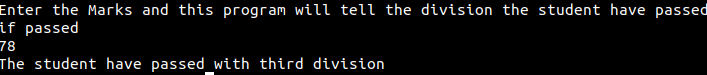 Enter the Marks and this program will tell the division the student have passed
if passed
78
The student have passed with third division